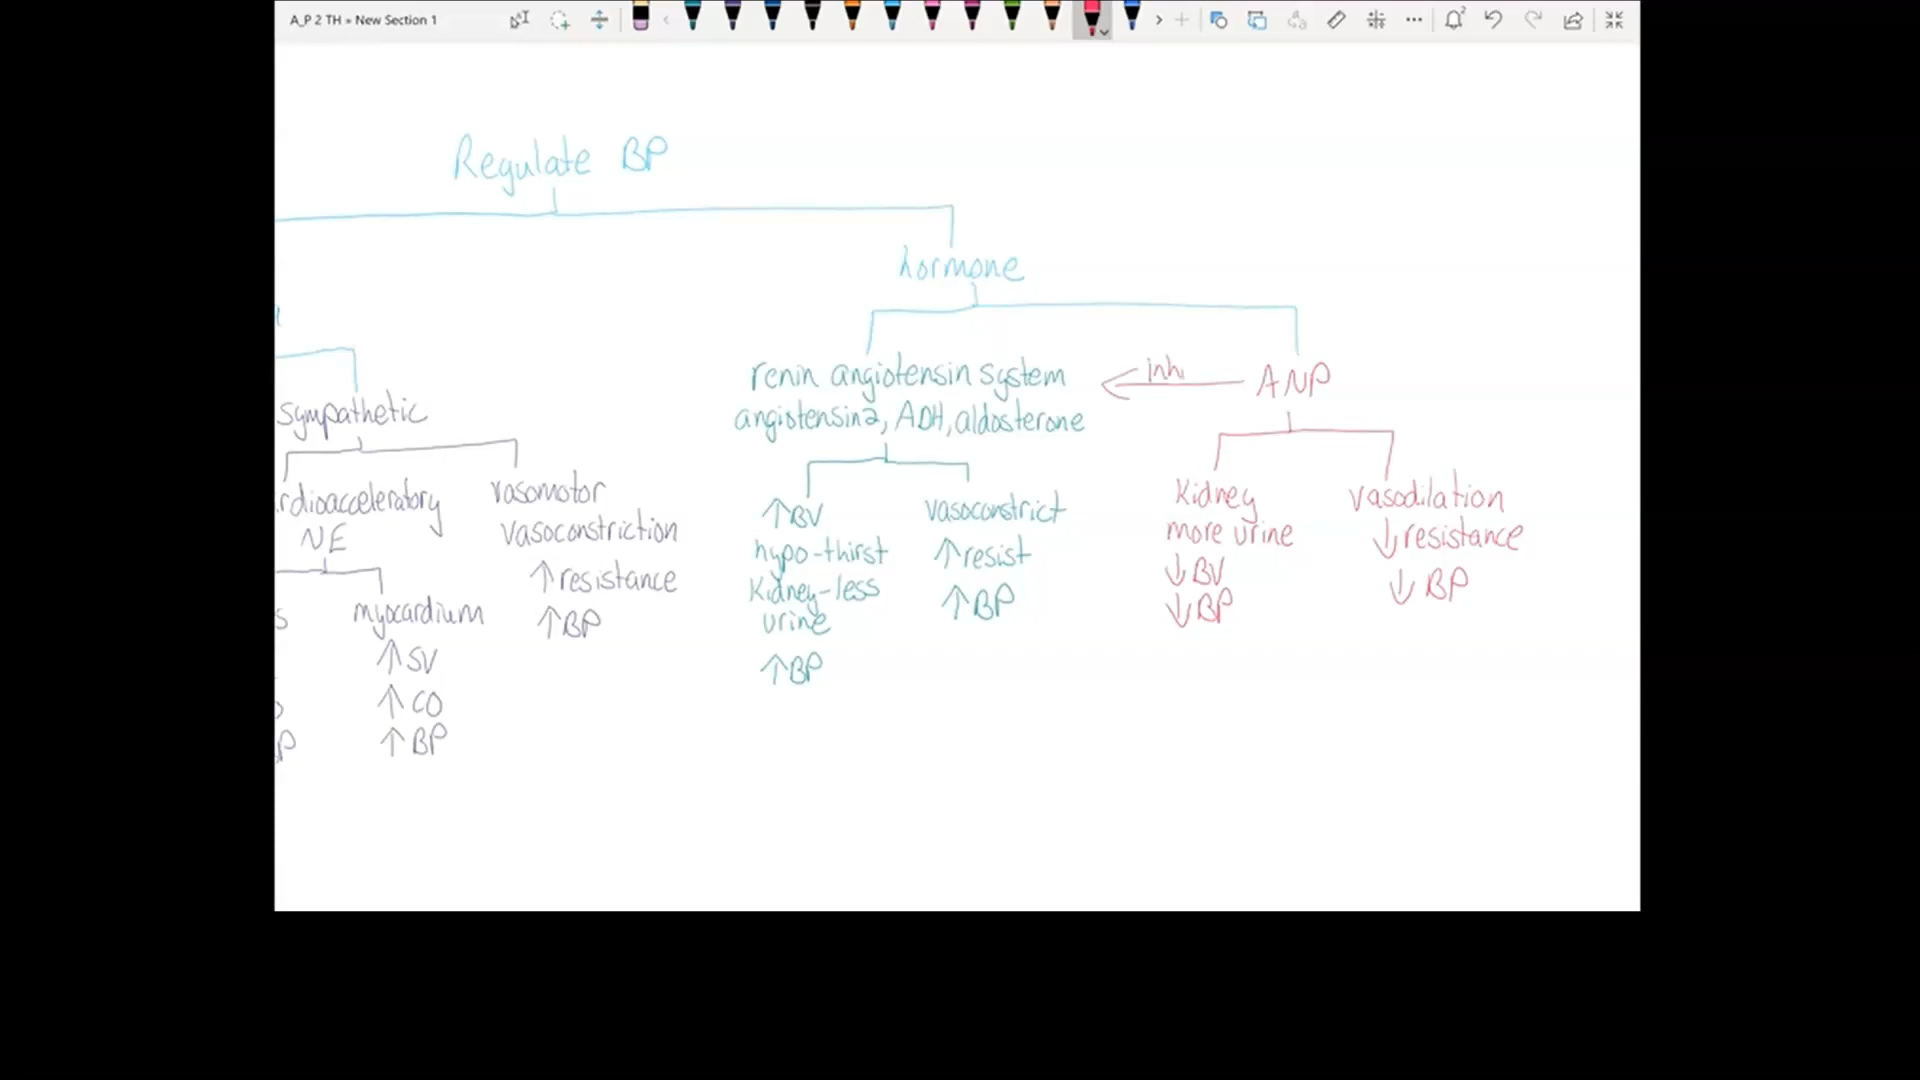 A_P 2 TH » New Section 1
Regulate BP
hormone
renin angiotensin system
angiotensin2, ADH, aldosterone
inhi
ANP
sympathetic
rdioacceleratory
NE
vasomotor
vasoconstriction
↑resistance
↑BP
myocardium
↑SV
↑CO
↑BP
↑BV
hypo-thirst
Kidney-less
urine
↑BP
vasoconstrict
↑resist
↑BP
Kidney
more urine
↓BV
↓BP
vasodilation
↓resistance
↓BP